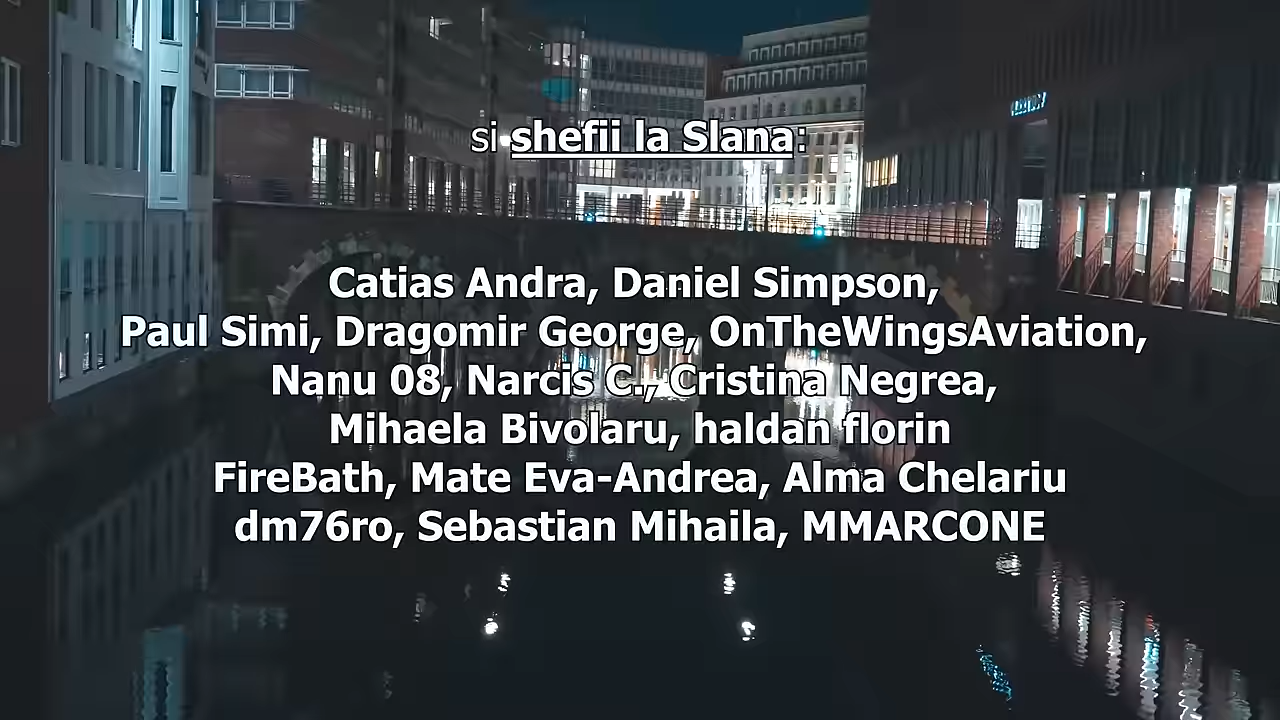 si shefii la Slana:
Catias Andra, Daniel Simpson,
Paul Simi, Dragomir George, OnTheWingsAviation,
Nanu 08, Narcis C., Cristina Negrea,
Mihaela Bivolaru, haldan florin
FireBath, Mate Eva-Andrea, Alma Chelariu
dm76ro, Sebastian Mihaila, MMARCONE